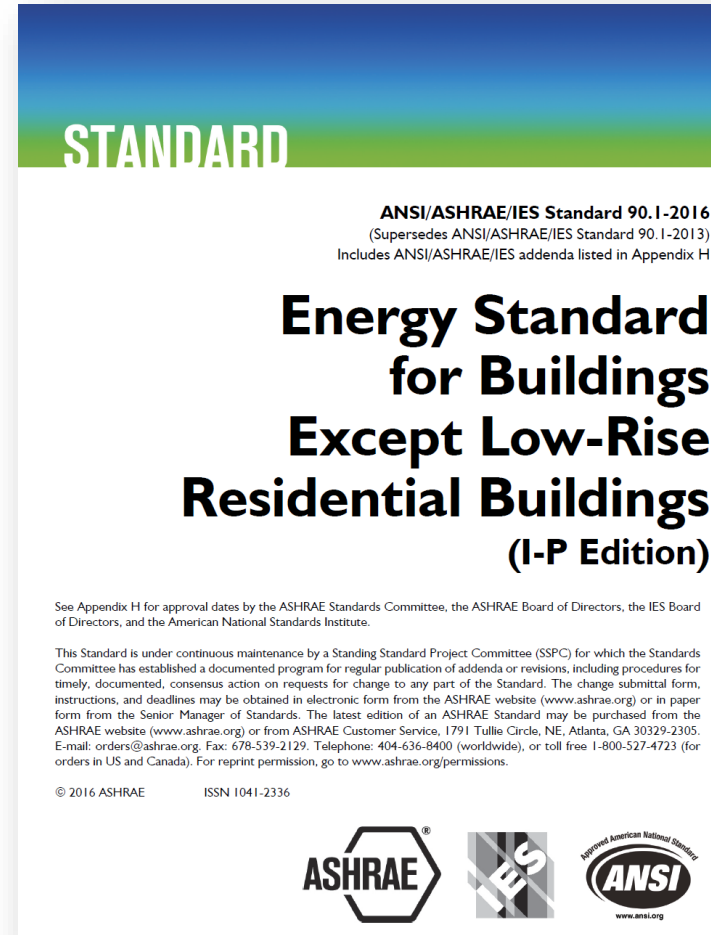 STANDARD
ANSI/ASHRAE/IES Standard 90.1-2016
(Supersedes ANSI/ASHRAE/IES Standard 90.1-2013)
Includes ANSI/ASHRAE/IES addenda listed in Appendix H
Energy Standard
for Buildings
Except Low-Rise
Residential Buildings
(I-P Edition)
See Appendix H for approval dates by the ASHRAE Standards Committee, the ASHRAE Board of Directors, the IES Board
of Directors, and the American National Standards Institute.
This Standard is under continuous maintenance by a Standing Standard Project Committee (SSPC) for which the Standards
Committee has established a documented program for regular publication of addenda or revisions, including procedures for
timely, documented, consensus action on requests for change to any part of the Standard. The change submittal form,
instructions, and deadlines may be obtained in electronic form from the ASHRAE website (www.ashrae.org) or in paper
form from the Senior Manager of Standards. The latest edition of an ASHRAE Standard may be purchased from the
ASHRAE website (www.ashrae.org) or from ASHRAE Customer Service, 1791 Tullie Circle, NE, Atlanta, GA 30329-2305.
E-mail: orders@ashrae.org. Fax: 678-539-2129. Telephone: 404-636-8400 (worldwide), or toll free 1-800-527-4723 (for
orders in US and Canada). For reprint permission, go to www.ashrae.org/permissions.
© 2016 ASHRAE ISSN 1041-2336
ASHRAE ®
IES
Approved American National Standard
ANSI
www.ansi.org